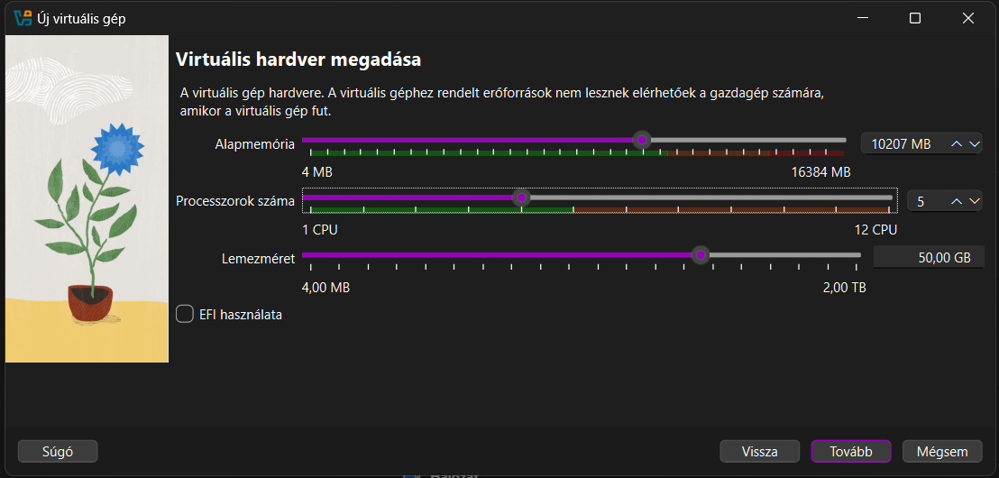 Új virtuális gép
Virtuális hardver megadása
A virtuális gép hardvere. A virtuális géphez rendelt erőforrások nem lesznek elérhetőek a gazdagép számára,
amikor a virtuális gép fut.
Alapmemória
10207 MB
4 MB
16384 MB
Processzorok száma
5
1 CPU
12 CPU
Lemezméret
50,00 GB
4,00 MB
2,00 TB
EFI használata
Súgó
Vissza
Tovább
Mégsem